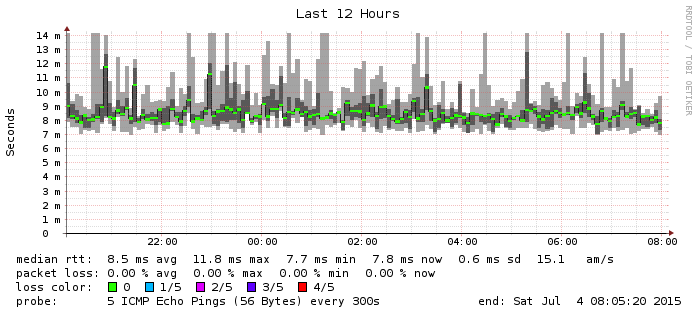 Last 12 Hours
RRDTOOL / TOBI OETIKER
Seconds
14 m
13 m
12 m
11 m
10 m
9 m
8 m
7 m
6 m
5 m
4 m
3 m
2 m
1 m
0
22:00 00:00 02:00 04:00 06:00 08:00
median rtt: 8.5 ms avg 11.8 ms max 7.7 ms min 7.8 ms now 0.6 ms sd 15.1 am/s
packet loss: 0.00 % avg 0.00 % max 0.00 % min 0.00 % now
loss color: 0 1/5 2/5 3/5 4/5
probe: 5 ICMP Echo Pings (56 Bytes) every 300s end: Sat Jul 4 08:05:20 2015